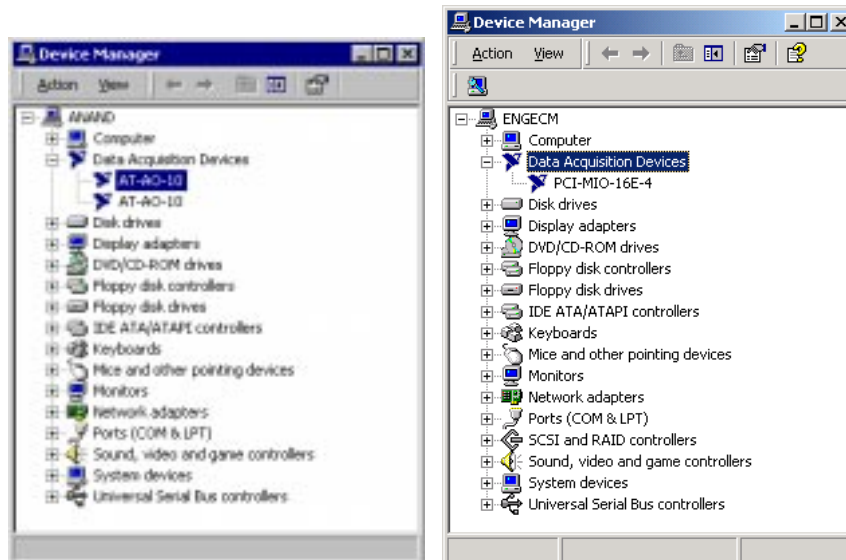 Device Manager
Action View
ANAND
Computer
Data Acquisition Devices
AT-AO-10
AT-AO-10
Disk drives
Display adapters
DVD/CD-ROM drives
Floppy disk controllers
Floppy disk drives
IDE ATA/ATAPI controllers
Keyboards
Mice and other pointing devices
Monitors
Network adapters
Ports (COM & LPT)
Sound, video and game controllers
System devices
Universal Serial Bus controllers
Device Manager
Action View
ENGECM
Computer
Data Acquisition Devices
PCI-MIO-16E-4
Disk drives
Display adapters
DVD/CD-ROM drives
Floppy disk controllers
Floppy disk drives
IDE ATA/ATAPI controllers
Keyboards
Mice and other pointing devices
Monitors
Network adapters
Ports (COM & LPT)
SCSI and RAID controllers
Sound, video and game controllers
System devices
Universal Serial Bus controllers